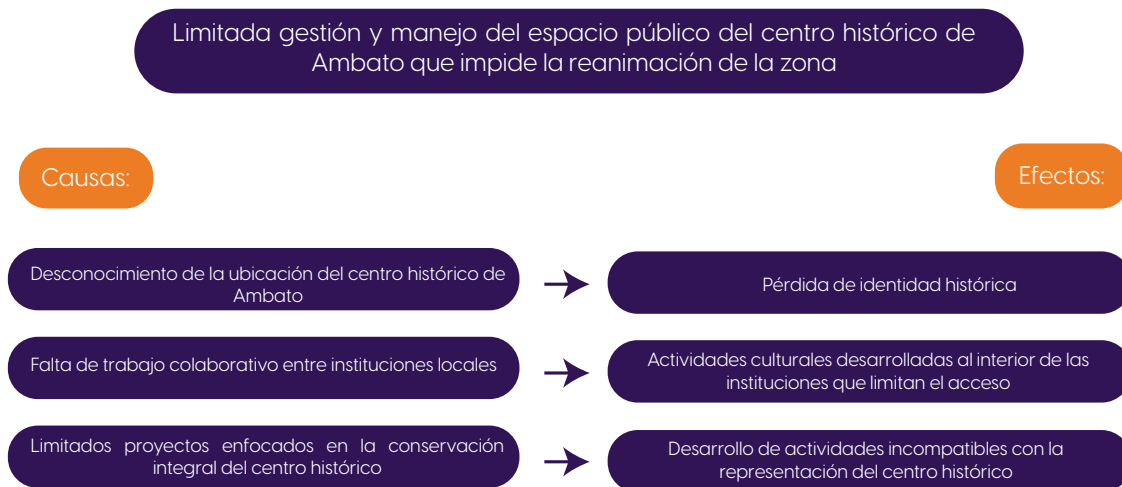 Limitada gestión y manejo del espacio público del centro histórico de
Ambato que impide la reanimación de la zona
Causas:
Efectos:
Desconocimiento de la ubicación del centro histórico de
Ambato
Pérdida de identidad histórica
Falta de trabajo colaborativo entre instituciones locales
Actividades culturales desarrolladas al interior de las
instituciones que limitan el acceso
Limitados proyectos enfocados en la conservación
integral del centro histórico
Desarrollo de actividades incompatibles con la
representación del centro histórico